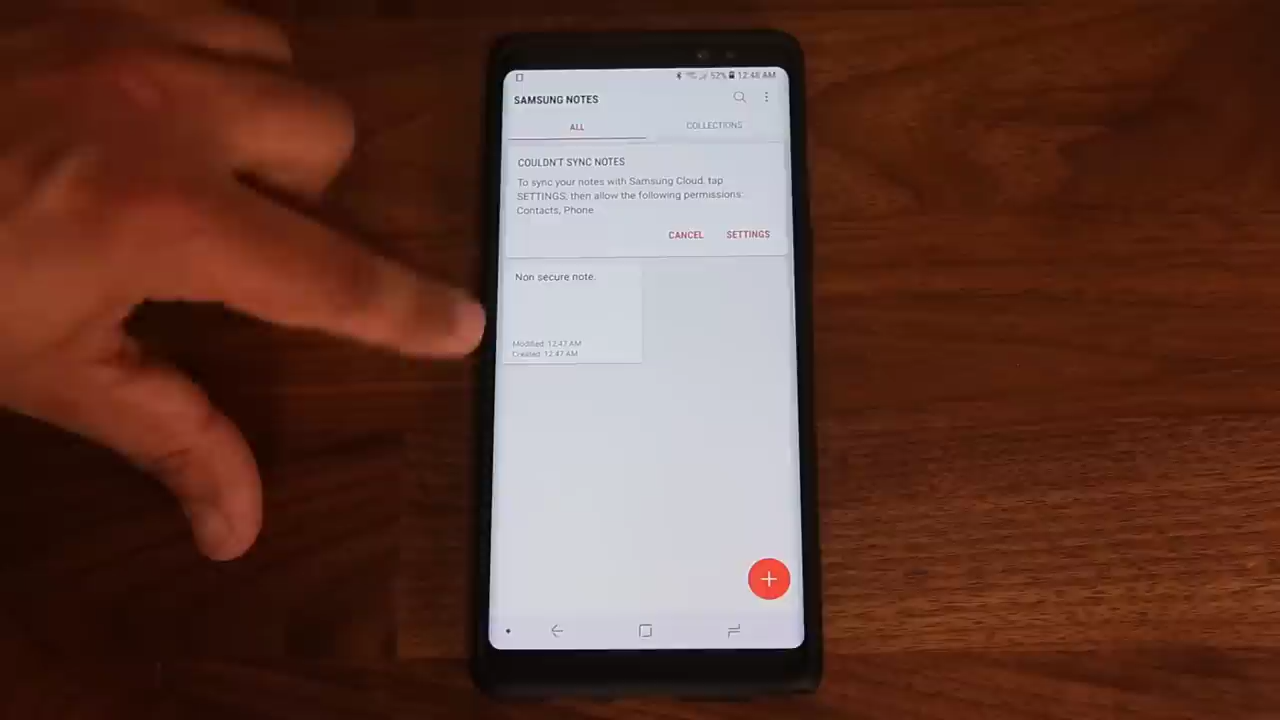 52% 12:48 AM
SAMSUNG NOTES
ALL
COLLECTIONS
COULDN'T SYNC NOTES
To sync your notes with Samsung Cloud, tap
SETTINGS, then allow the following permissions:
Contacts, Phone
CANCEL
SETTINGS
Non secure note.
Modified: 12:47 AM
Created: 12:47 AM